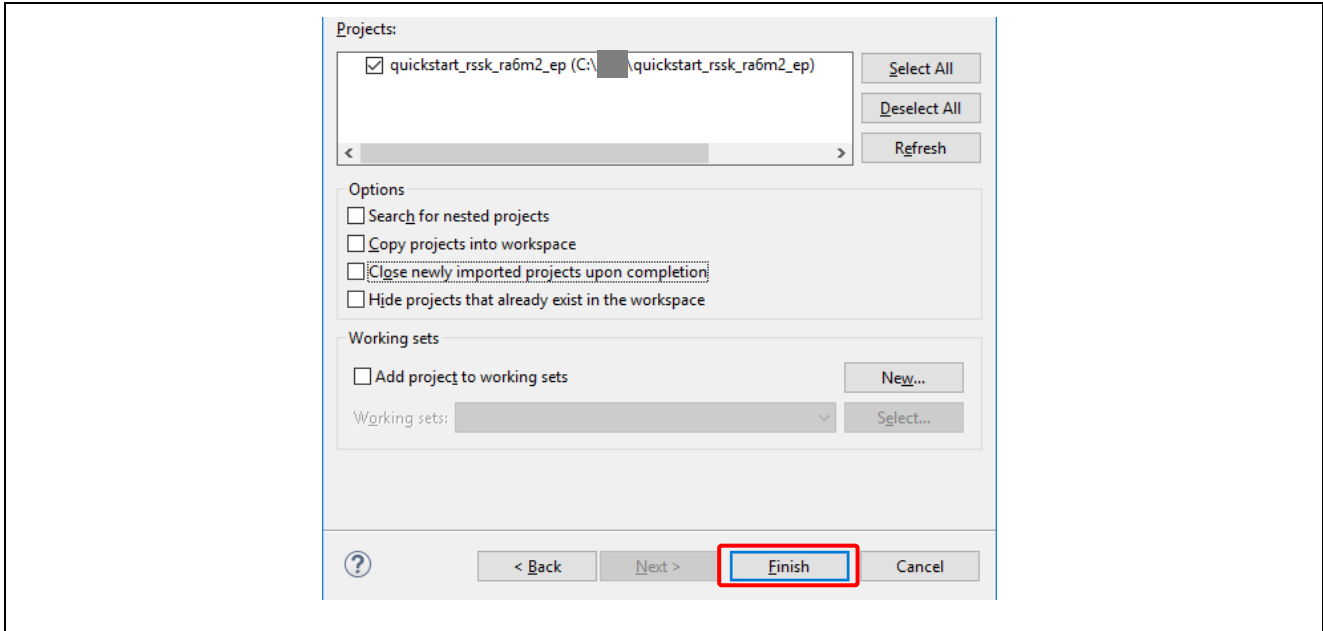 Projects:
quickstart_rssk_ra6m2_ep (C:\ \quickstart_rssk_ra6m2_ep)
Select All
Deselect All
Refresh
Options
Search for nested projects
Copy projects into workspace
Close newly imported projects upon completion
Hide projects that already exist in the workspace
Working sets
Add project to working sets
New...
Working sets:
Select...
?
< Back
Next >
Finish
Cancel